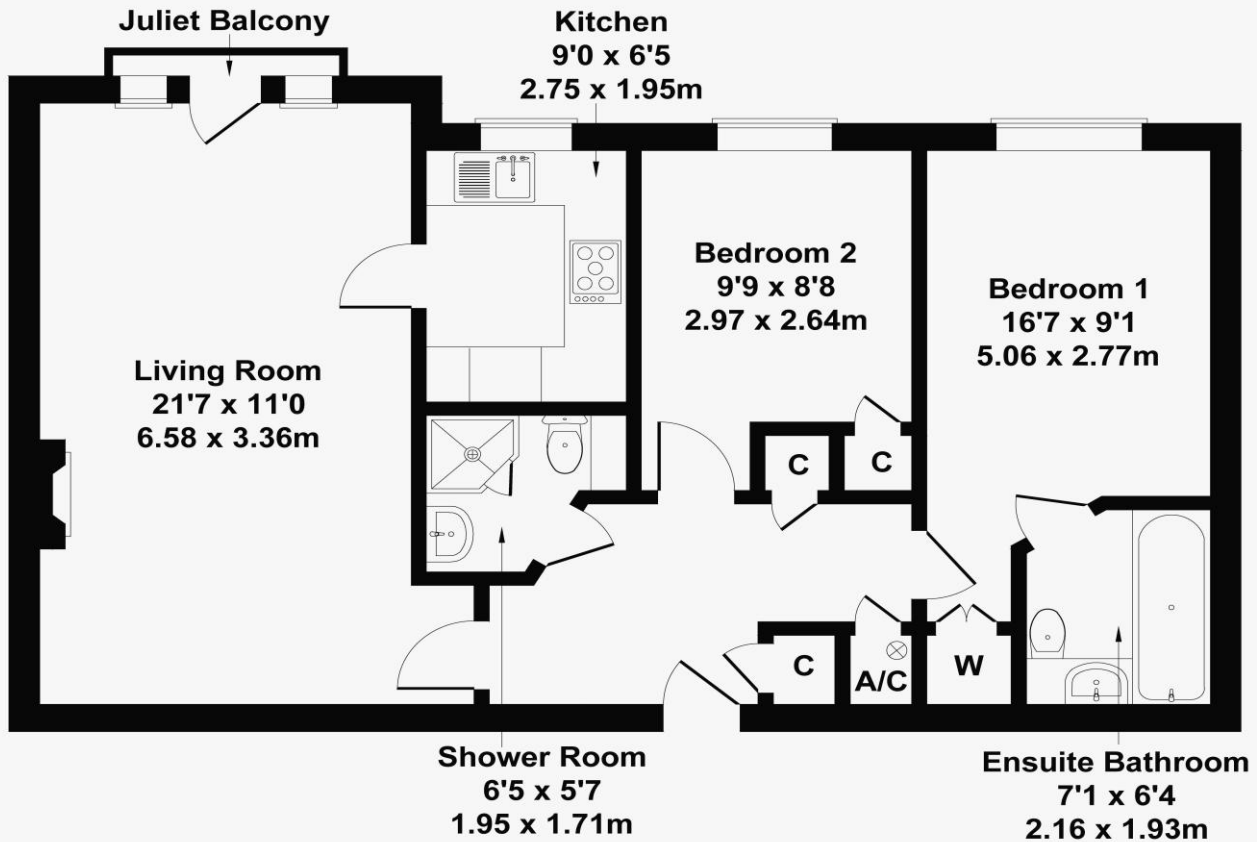 Juliet Balcony
Kitchen
9'0 x 6'5
2.75 x 1.95m
Bedroom 2
9'9 x 8'8
2.97 x 2.64m
Bedroom 1
16'7 x 9'1
5.06 x 2.77m
Living Room
21'7 x 11'0
6.58 x 3.36m
C
C
C
A/C
W
Shower Room
6'5 x 5'7
1.95 x 1.71m
Ensuite Bathroom
7'1 x 6'4
2.16 x 1.93m